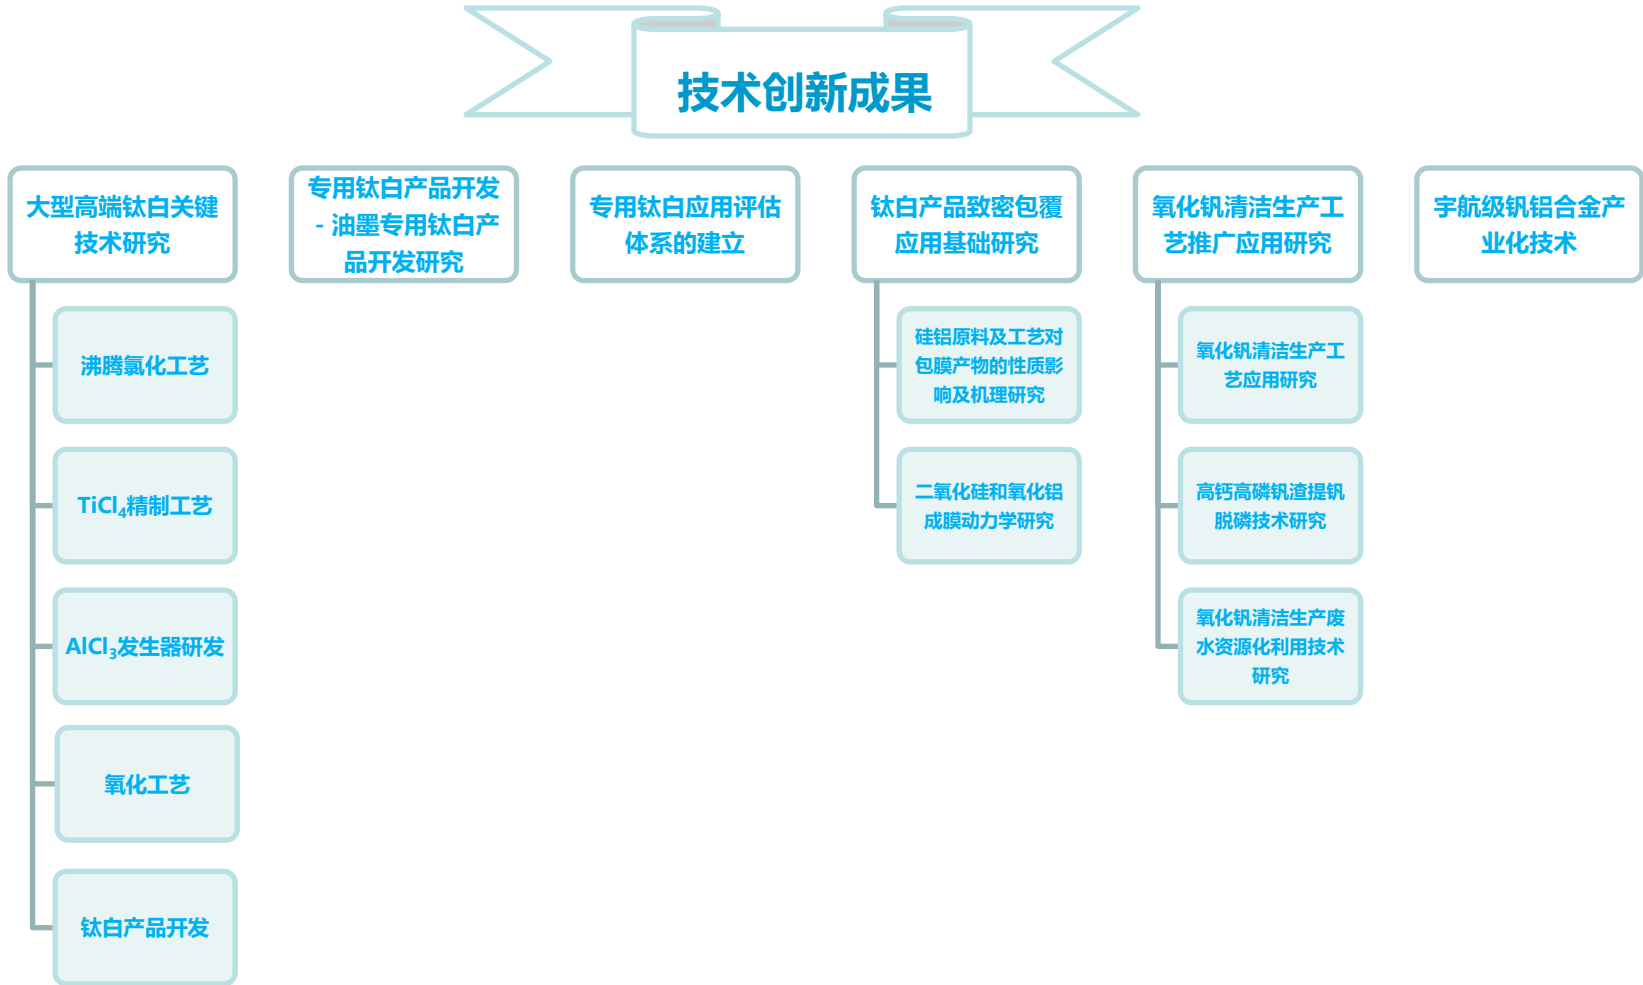 技术创新成果
大型高端钛白关键
技术研究
专用钛白产品开发
- 油墨专用钛白产
品开发研究
专用钛白应用评估
体系的建立
钛白产品致密包覆
应用基础研究
氧化钒清洁生产工
艺推广应用研究
宇航级钒铝合金产
业化技术
沸腾氯化工艺
TiCl₄精制工艺
AlCl₃发生器研发
氧化工艺
钛白产品开发
硅铝原料及工艺对
包膜产物的性质影
响及机理研究
二氧化硅和氧化铝
成膜动力学研究
氧化钒清洁生产工
艺应用研究
高钙高磷钒渣提钒
脱磷技术研究
氧化钒清洁生产废
水资源化利用技术
研究